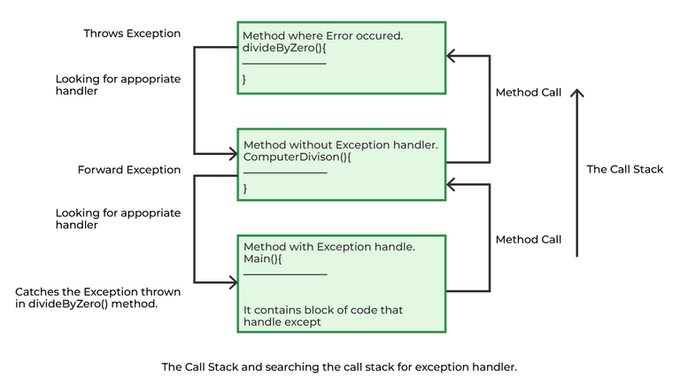 Throws Exception
Method where Error occured.
divideByZero(){
}
Looking for appopriate
handler
Method Call
Method without Exception handler.
ComputerDivison(){
}
Forward Exception
The Call Stack
Looking for appopriate
handler
Method Call
Method with Exception handle.
Main(){
It contains block of code that
handle except
Catches the Exception thrown
in divideByZero() method.
The Call Stack and searching the call stack for exception handler.